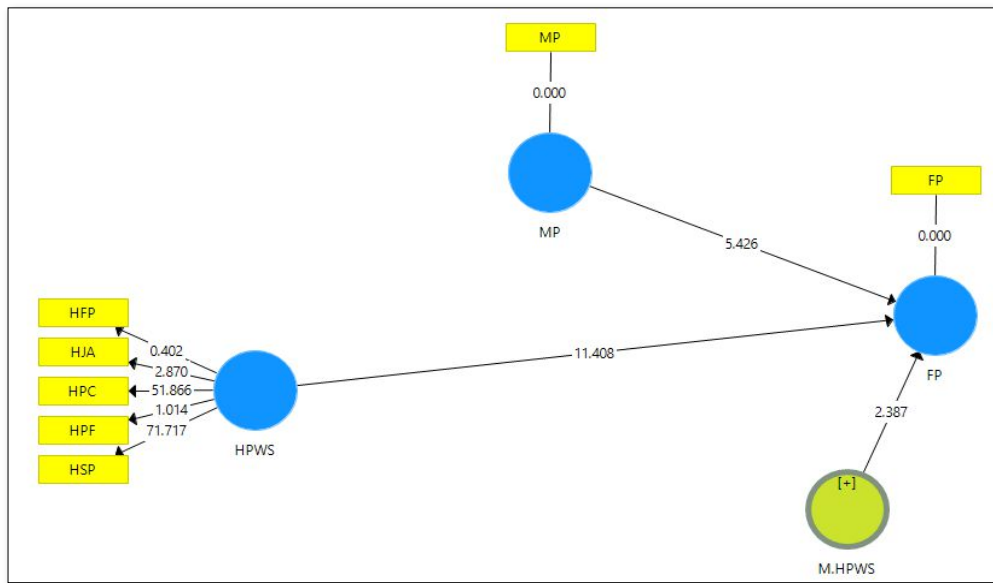 MP
0.000
MP
FP
0.000
5.426
FP
HFP
HJA
HPC
HPF
HSP
0.402
2.870
51.866
1.014
71.717
HPWS
11.408
2.387
[+]
M.HPWS